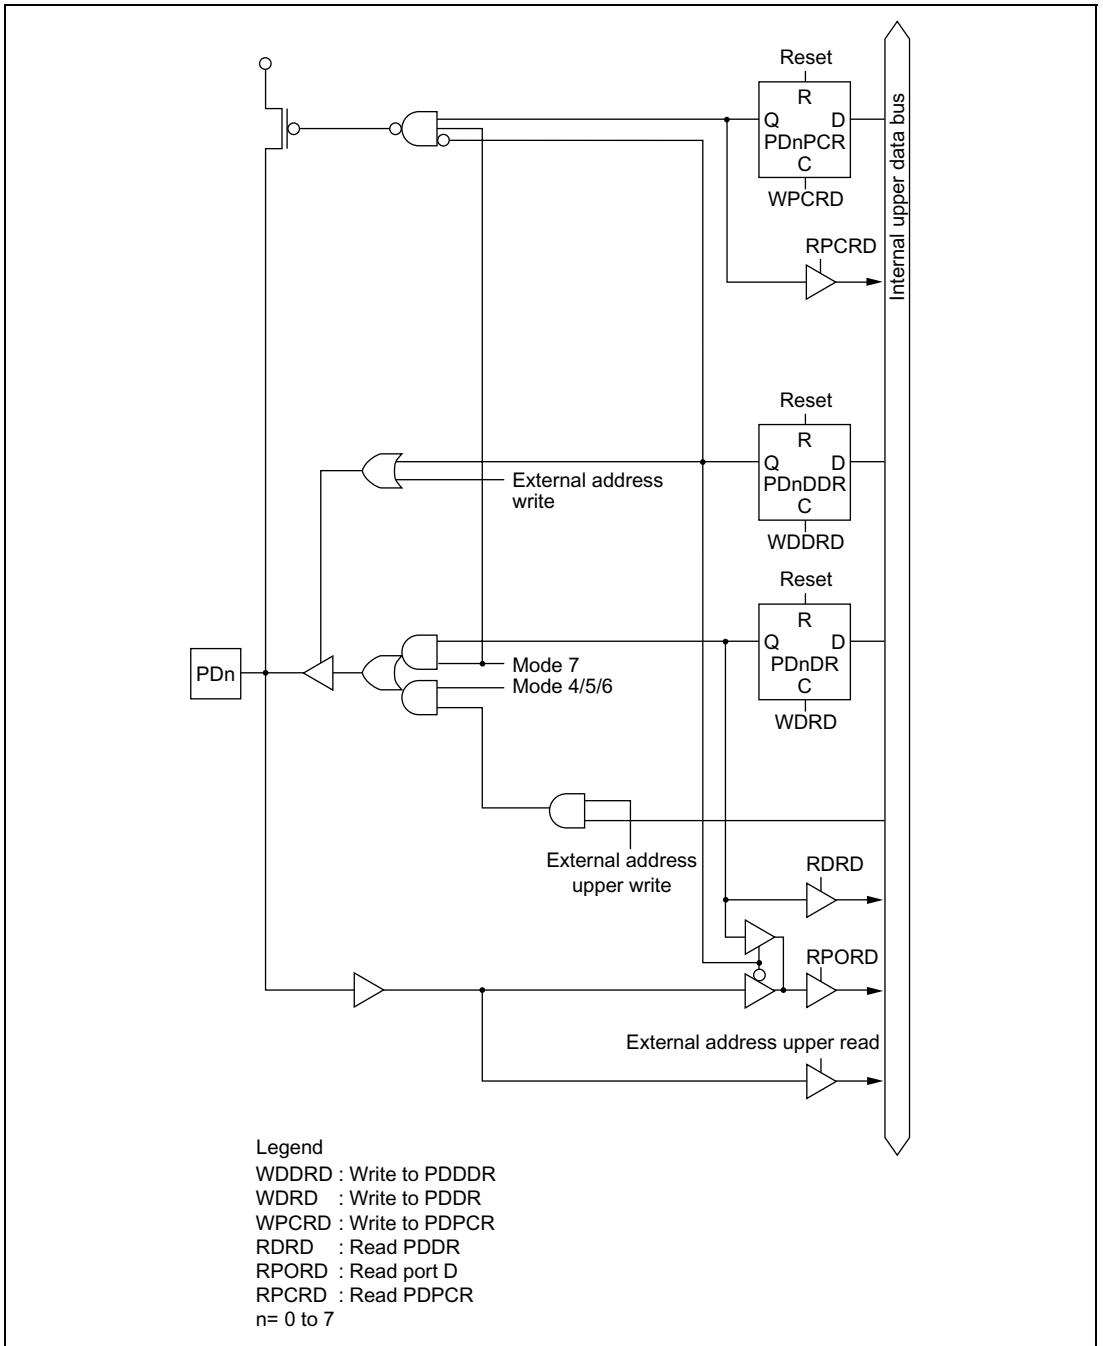 Reset
R
Q D
PDnPCR
C
WPCRD
RPCRD
Internal upper data bus
Reset
R
Q D
PDnDDR
C
WDDRD
External address
write
Reset
R
Q D
PDnDR
C
WDRD
PDn
Mode 7
Mode 4/5/6
External address
upper write
RDRD
RPORD
External address upper read
Legend
WDDRD : Write to PDDDR
WDRD : Write to PDDR
WPCRD : Write to PDPCR
RDRD : Read PDDR
RPORD : Read port D
RPCRD : Read PDPCR
n= 0 to 7